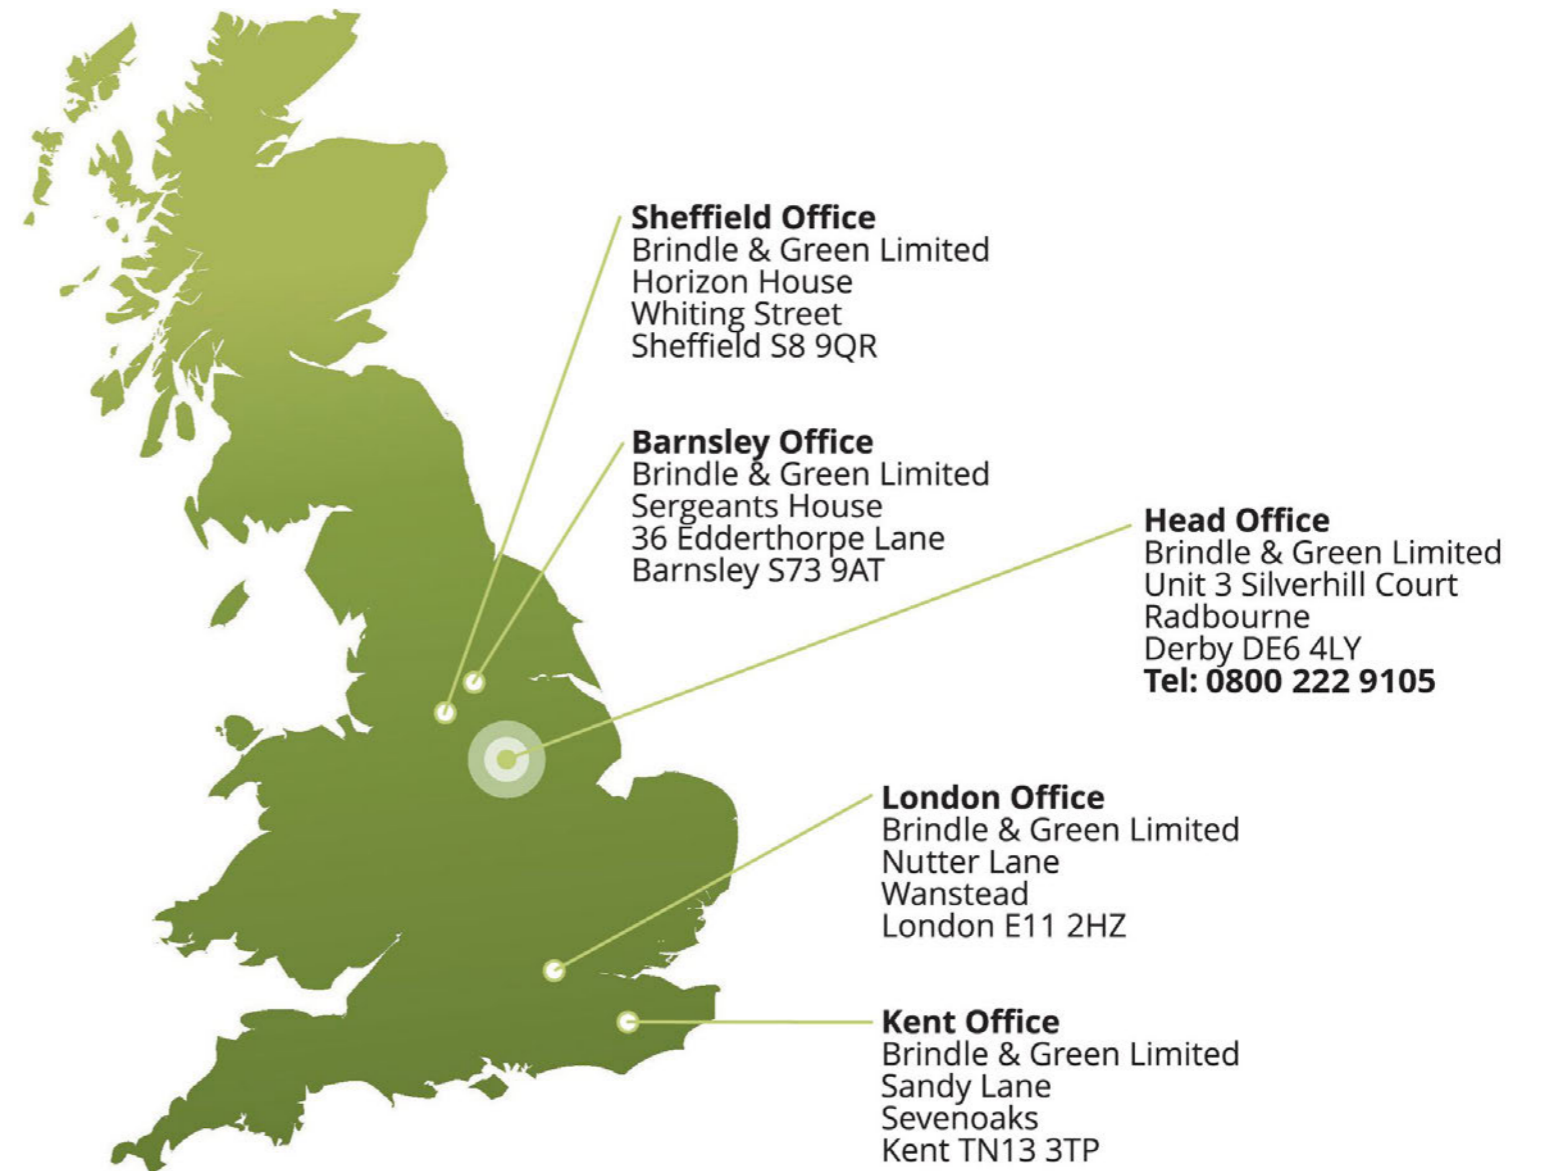 Sheffield Office
Brindle & Green Limited
Horizon House
Whiting Street
Sheffield S8 9QR
Barnsley Office
Brindle & Green Limited
Sergeants House
36 Edderthorpe Lane
Barnsley S73 9AT
Head Office
Brindle & Green Limited
Unit 3 Silverhill Court
Radbourne
Derby DE6 4LY
Tel: 0800 222 9105
London Office
Brindle & Green Limited
Nutter Lane
Wanstead
London E11 2HZ
Kent Office
Brindle & Green Limited
Sandy Lane
Sevenoaks
Kent TN13 3TP